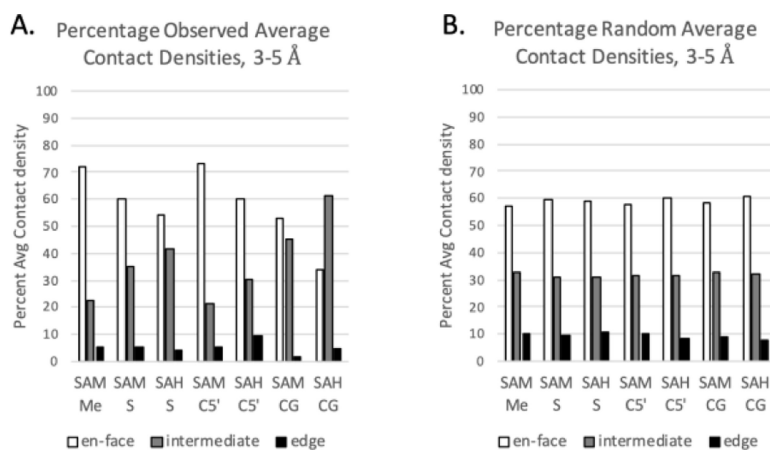 A.
Percentage Observed Average
Contact Densities, 3-5 Å
Percent Avg Contact density
100
90
80
70
60
50
40
30
20
10
0
SAM SAM SAH SAM SAH SAM SAH
Me S S C5' C5' CG CG
en-face intermediate edge
B.
Percentage Random Average
Contact Densities, 3-5 Å
Percent Avg Contact density
100
90
80
70
60
50
40
30
20
10
0
SAM SAM SAH SAM SAH SAM SAH
Me S S C5' C5' CG CG
en-face intermediate edge